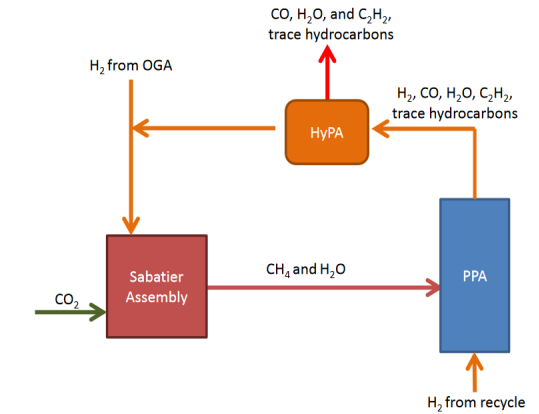 CO, H₂O, and C₂H₂,
trace hydrocarbons
H₂ from OGA
H₂, CO, H₂O, C₂H₂,
trace hydrocarbons
HyPA
Sabatier
Assembly
CH₄ and H₂O
PPA
CO₂
H₂ from recycle